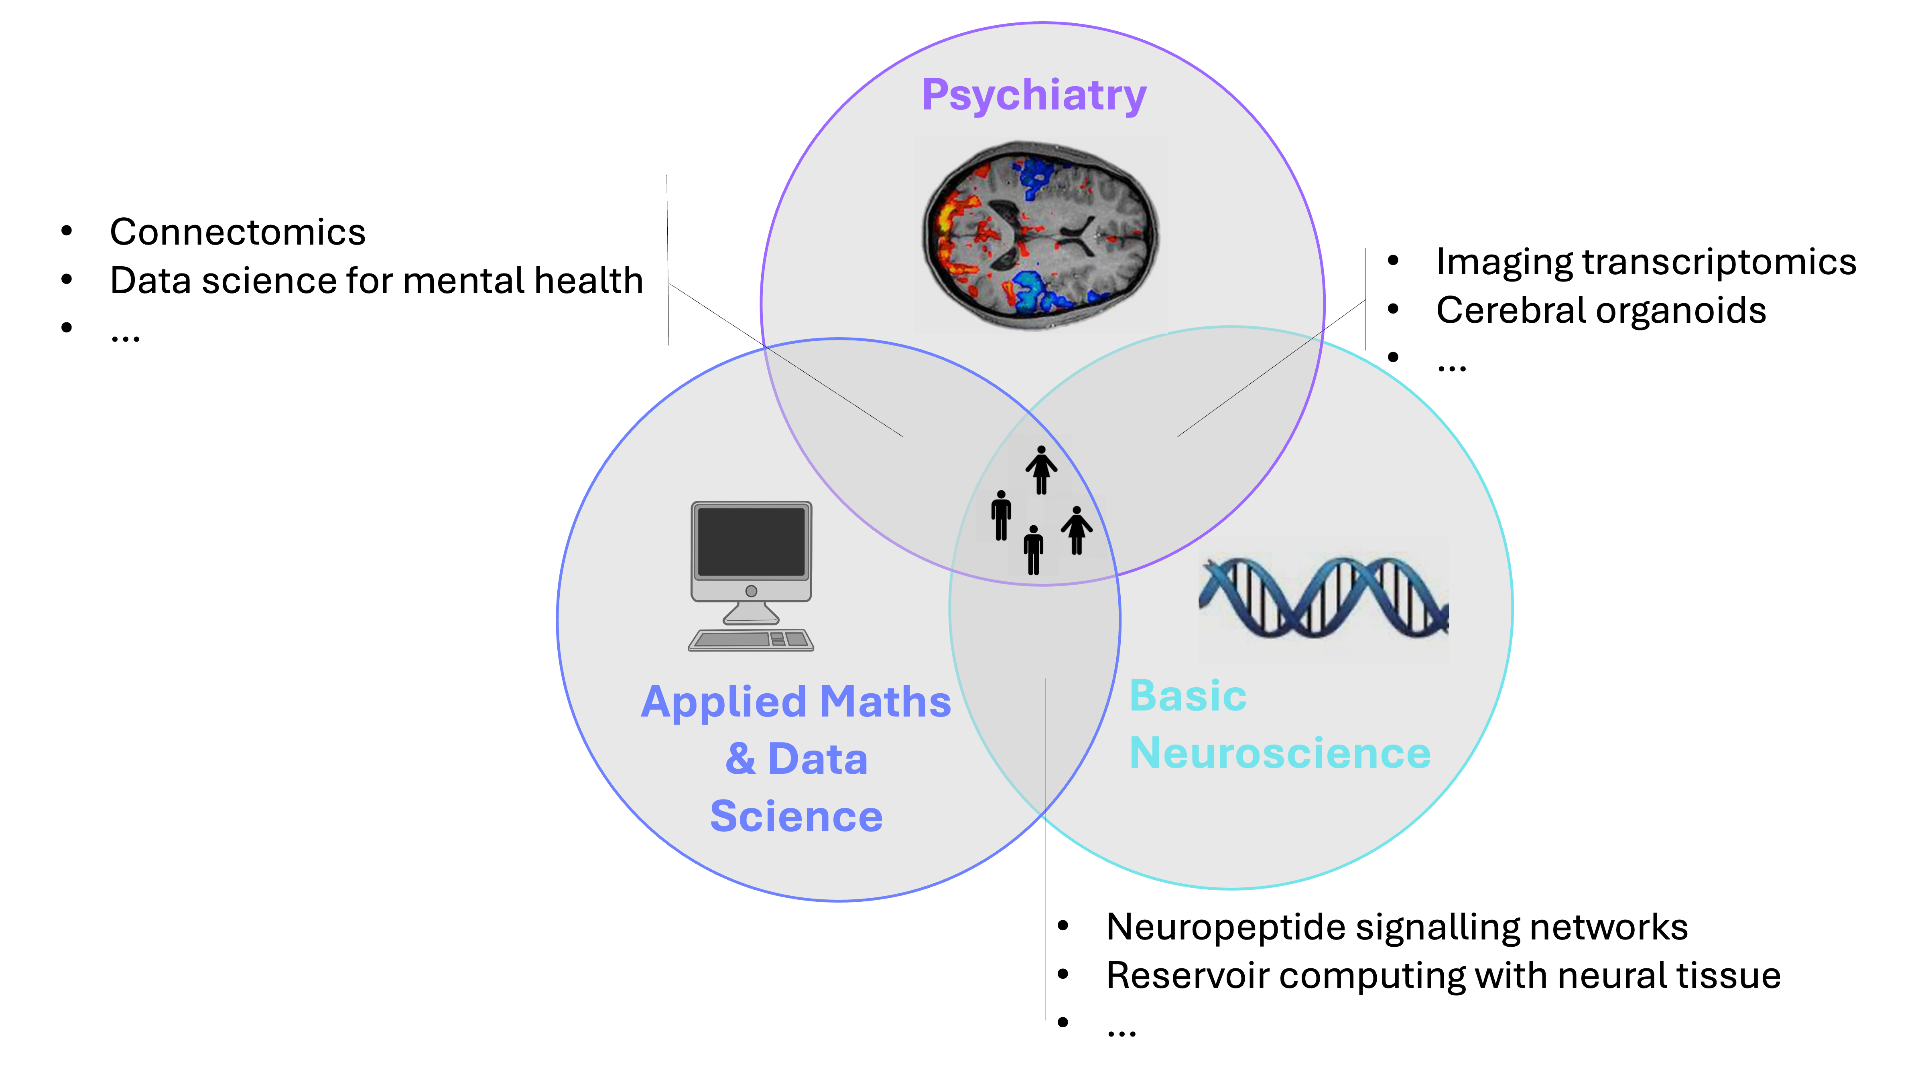 Psychiatry
• Connectomics
• Data science for mental health
• ...
• Imaging transcriptomics
• Cerebral organoids
• ...
Applied Maths
& Data
Science
Basic
Neuroscience
• Neuropeptide signalling networks
• Reservoir computing with neural tissue
• ...